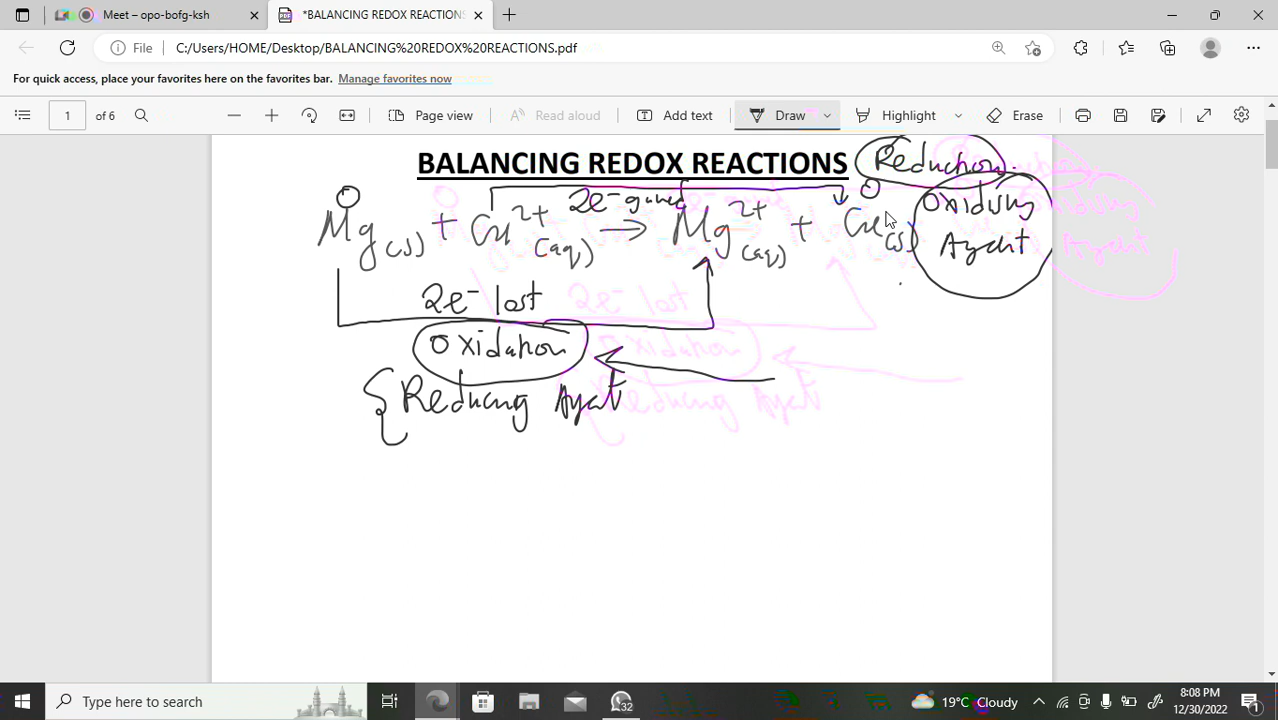 Meet – opo-bofg-ksh
*BALANCING REDOX REACTIONS
File C:/Users/HOME/Desktop/BALANCING%20REDOX%20REACTIONS.pdf
For quick access, place your favorites here on the favorites bar. Manage favorites now
1 of 6 Page view Read aloud Add text Draw Highlight Erase
BALANCING REDOX REACTIONS Reduction
2e⁻ gained
Mg(s) + Cu²⁺(aq) → Mg²⁺(aq) + Cu(s)
Oxidising
Agent
2e⁻ lost
Oxidation
{Reducing Agent
Type here to search 32 19°C Cloudy 8:08 PM
12/30/2022 1